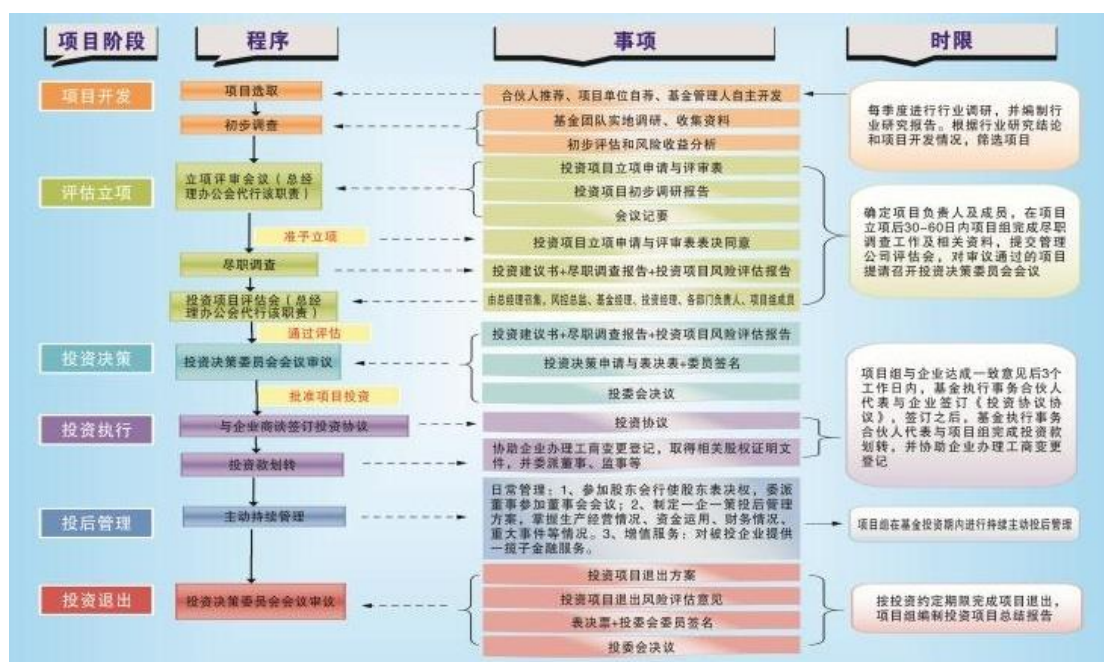 项目阶段
程序
事项
时限
项目开发
项目选取
合伙人推荐、项目单位自荐、基金管理人自主开发
初步调查
基金团队实地调研、收集资料
初步评估和风险收益分析
每季度进行行业调研，并编制行
业研究报告。根据行业研究结论
和项目开发情况，筛选项目
评估立项
立项评审会议（总经
理办公会代行该职责）
投资项目立项申请与评审表
投资项目初步调研报告
会议记要
准予立项
投资项目立项申请与评审表表决同意
尽职调查
投资建议书+尽职调查报告+投资项目风险评估报告
投资项目评估会（总经
理办公会代行该职责）
由总经理召集，风控总监、基金经理、投资经理、各部门负责人、项目组成员
确定项目负责人及成员，在项目
立项后30-60日内项目组完成尽职
调查工作及相关资料，提交管理
公司评估会，对审议通过的项目
提请召开投资决策委员会会议
通过评估
投资决策
投资决策委员会会议审议
投资建议书+尽职调查报告+投资项目风险评估报告
投资决策申请与表决表+委员签名
投委会决议
批准项目投资
投资执行
与企业商谈签订投资协议
投资协议
投资款划转
协助企业办理工商变更登记，取得相关股权证明文
件，并委派董事、监事等
项目组与企业达成一致意见后3个
工作日内，基金执行事务合伙人
代表与企业签订《投资协议协
议》，签订之后，基金执行事务
合伙人代表与项目组完成投资款
划转，并协助企业办理工商变更
登记
投后管理
主动持续管理
日常管理：1、参加股东会行使股东表决权，委派
董事参加董事会会议；2、制定一企一策投后管理
方案，掌握生产经营情况、资金运用、财务情况、
重大事件等情况。3、增值服务：对被投企业提供
一揽子金融服务。
项目组在基金投资期内进行持续主动投后管理
投资退出
投资决策委员会会议审议
投资项目退出方案
投资项目退出风险评估意见
表决票+投委会委员签名
投委会决议
按投资约定期限完成项目退出，
项目组编制投资项目总结报告